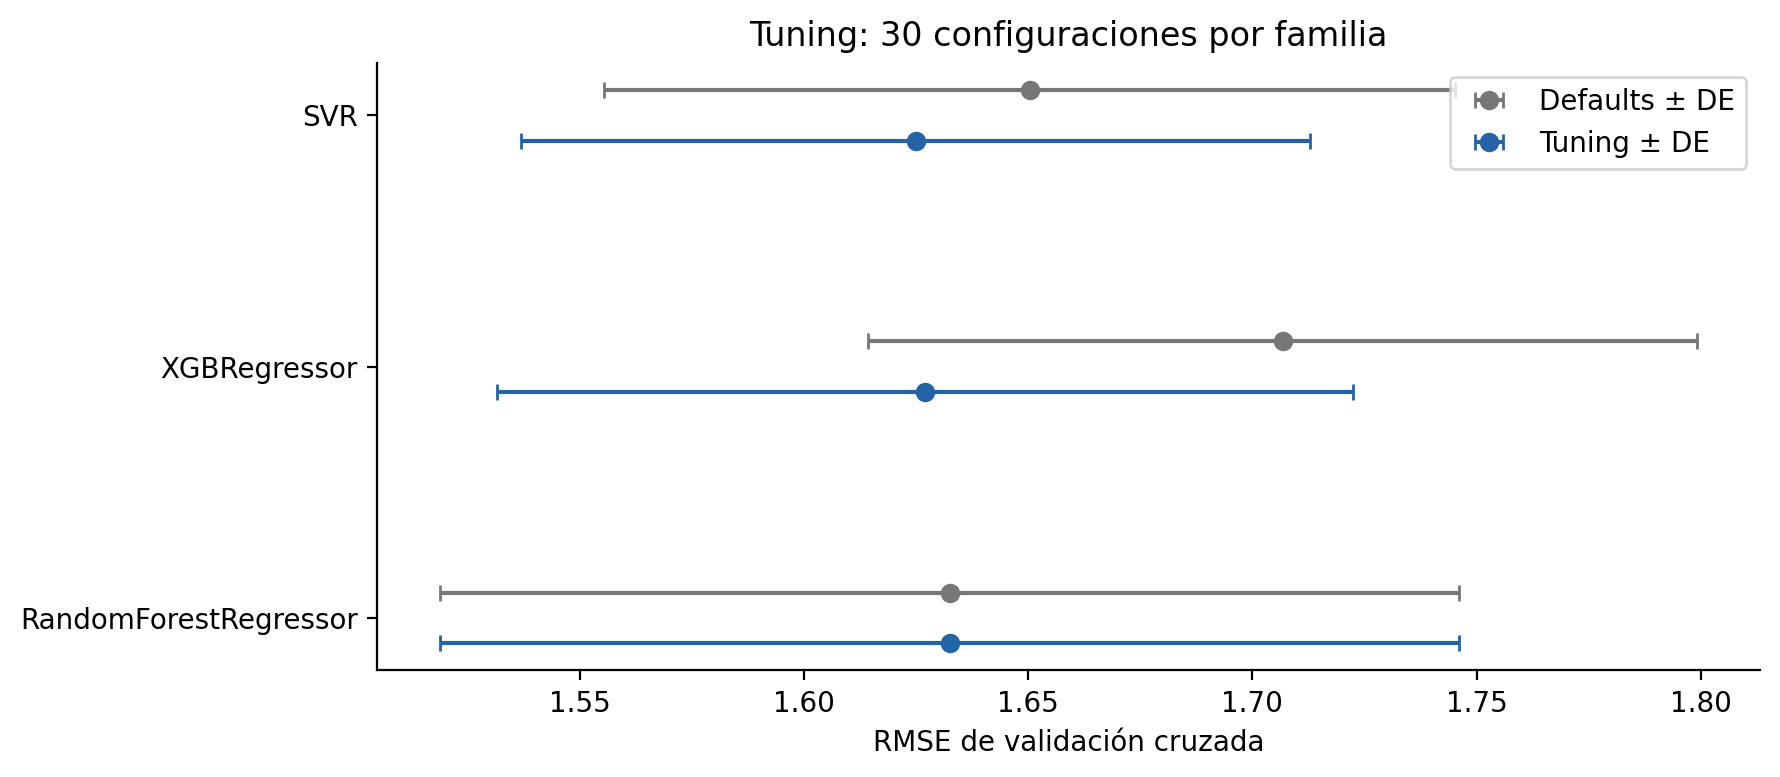 Tuning: 30 configuraciones por familia
Defaults ± DE
Tuning ± DE
SVR
XGBRegressor
RandomForestRegressor
1.55 1.60 1.65 1.70 1.75 1.80
RMSE de validación cruzada